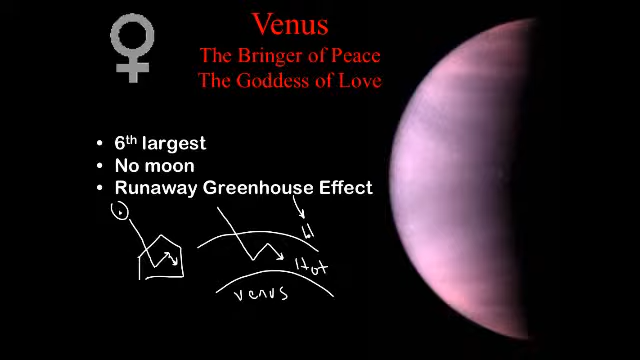 Venus
The Bringer of Peace
The Goddess of Love
• 6th largest
• No moon
• Runaway Greenhouse Effect
Hot
venus